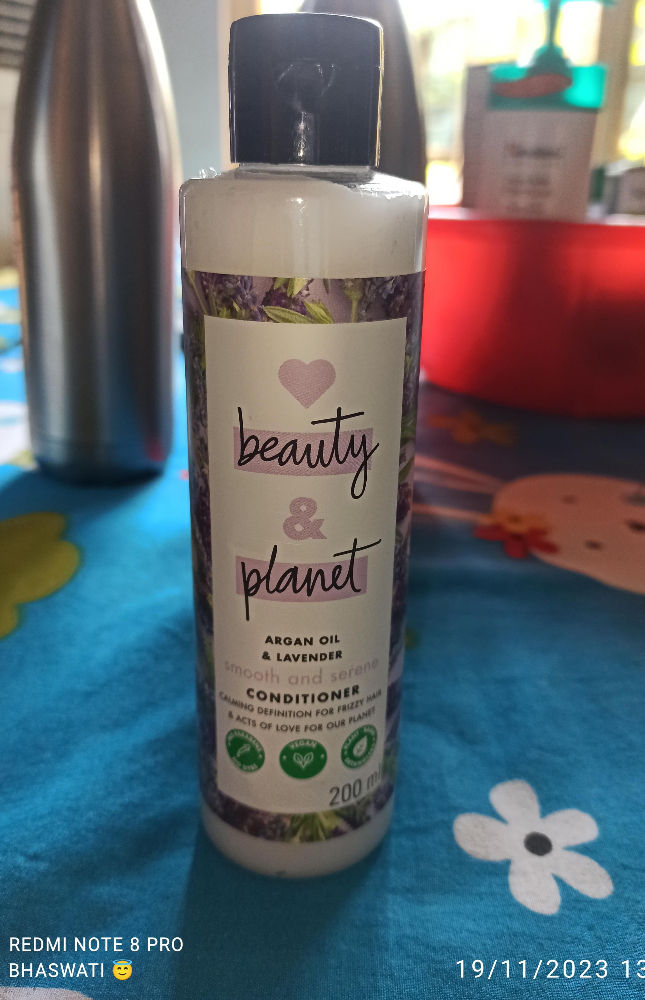 beauty
&
planet
ARGAN OIL
& LAVENDER
smooth and serene
CONDITIONER
CALMING DEFINITION FOR FRIZZY HAIR
& ACTS OF LOVE FOR OUR PLANET
VEGAN
200 ml
REDMI NOTE 8 PRO
BHASWATI 😇
19/11/2023 13